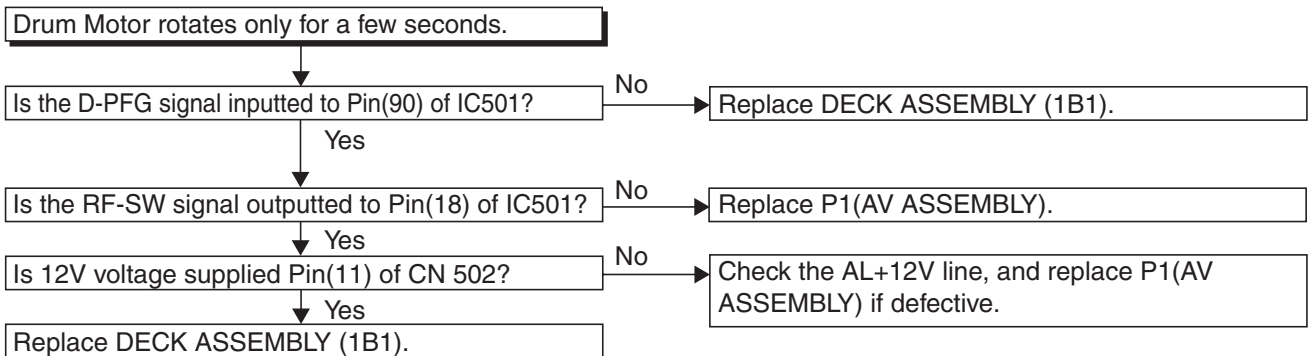 Drum Motor rotates only for a few seconds.
Is the D-PFG signal inputted to Pin(90) of IC501?
No
Replace DECK ASSEMBLY (1B1).
Yes
Is the RF-SW signal outputted to Pin(18) of IC501?
No
Replace P1(AV ASSEMBLY).
Yes
Is 12V voltage supplied Pin(11) of CN 502?
No
Check the AL+12V line, and replace P1(AV
ASSEMBLY) if defective.
Yes
Replace DECK ASSEMBLY (1B1).